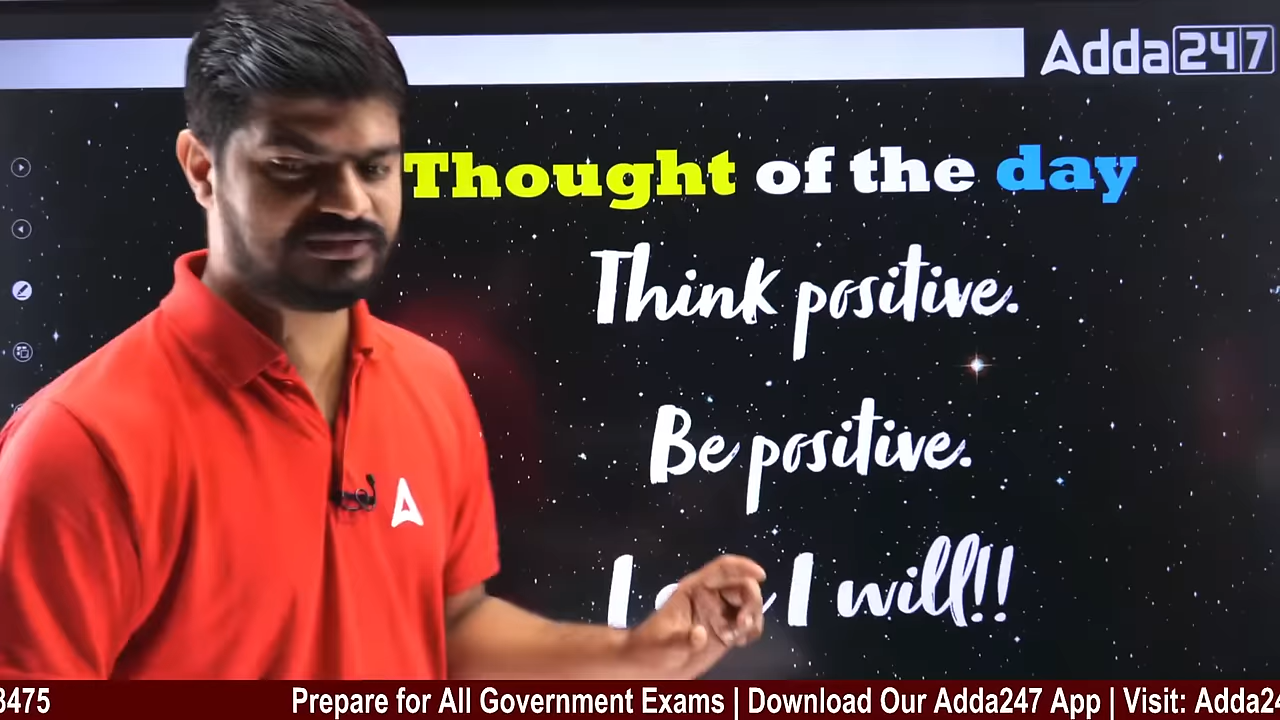 Adda247
Thought of the day
Think positive.
Be positive.
I I will!!
8475 Prepare for All Government Exams | Download Our Adda247 App | Visit: Adda24